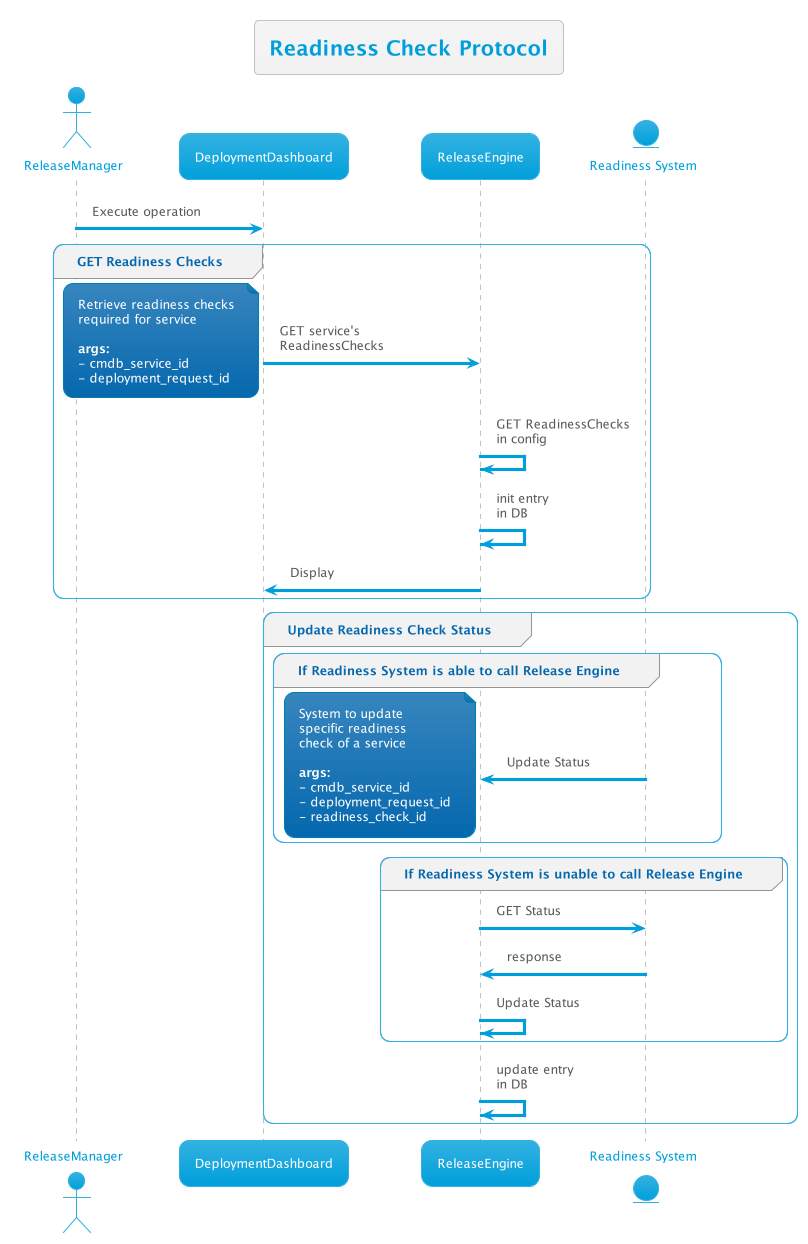 Readiness Check Protocol
ReleaseManager
DeploymentDashboard
ReleaseEngine
Readiness System
Execute operation
GET Readiness Checks
Retrieve readiness checks
required for service
args:
- cmdb_service_id
- deployment_request_id
GET service's
ReadinessChecks
GET ReadinessChecks
in config
init entry
in DB
Display
Update Readiness Check Status
If Readiness System is able to call Release Engine
System to update
specific readiness
check of a service
args:
- cmdb_service_id
- deployment_request_id
- readiness_check_id
Update Status
If Readiness System is unable to call Release Engine
GET Status
response
Update Status
update entry
in DB
ReleaseManager
DeploymentDashboard
ReleaseEngine
Readiness System